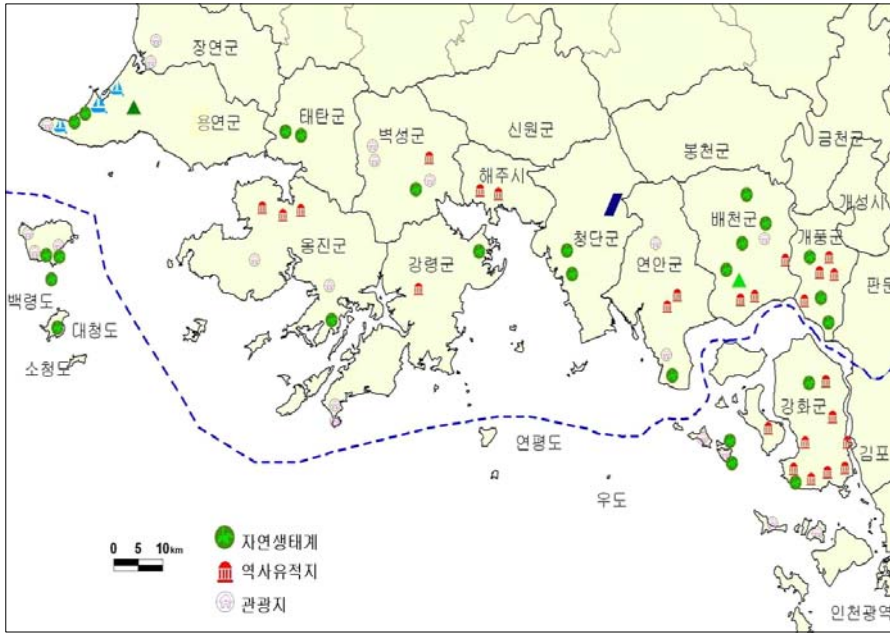 장연군
용연군
태탄군
벽성군
신원군
해주시
봉천군
금천군
개성시
배천군
개풍군
판문
청단군
연안군
옹진군
강령군
백령도
대청도
소청도
연평도
우도
강화군
김포
인천광역
0 5 10km
자연생태계
역사유적지
관광지